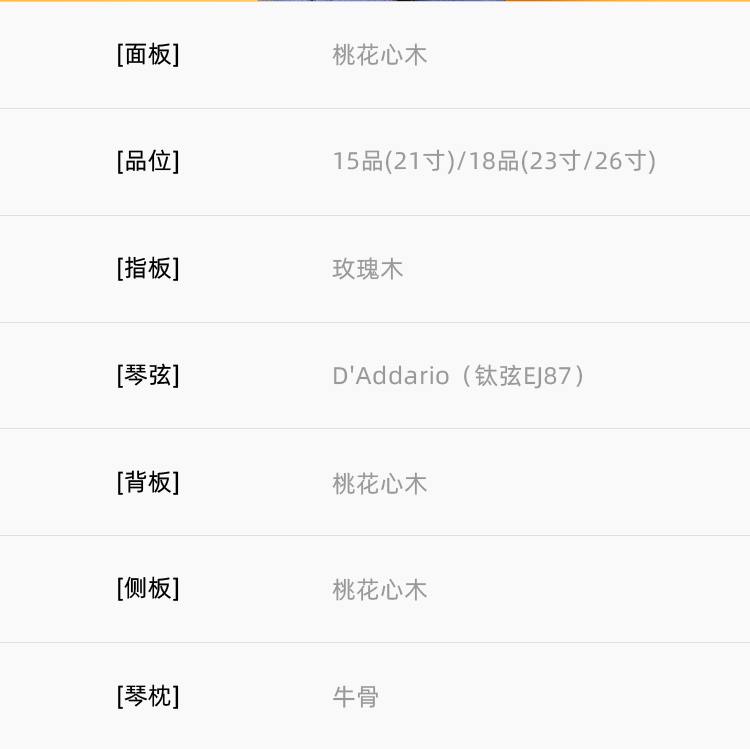 [面板] 桃花心木
[品位] 15品(21寸)/18品(23寸/26寸)
[指板] 玫瑰木
[琴弦] D'Addario（钛弦EJ87）
[背板] 桃花心木
[侧板] 桃花心木
[琴枕] 牛骨